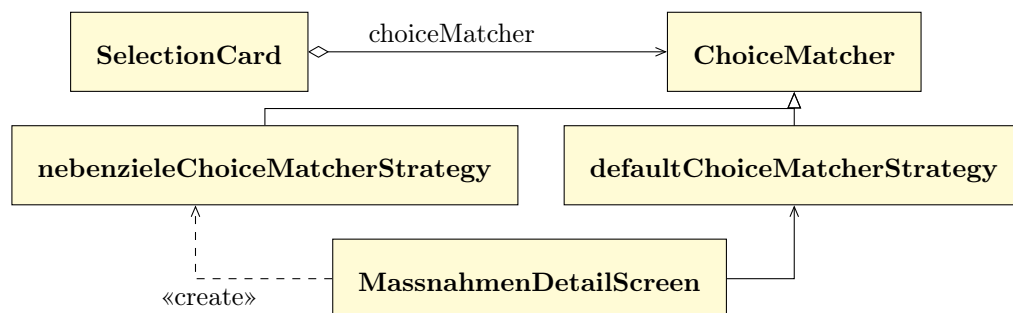 choiceMatcher
SelectionCard
ChoiceMatcher
nebenzieleChoiceMatcherStrategy
defaultChoiceMatcherStrategy
MassnahmenDetailScreen
«create»